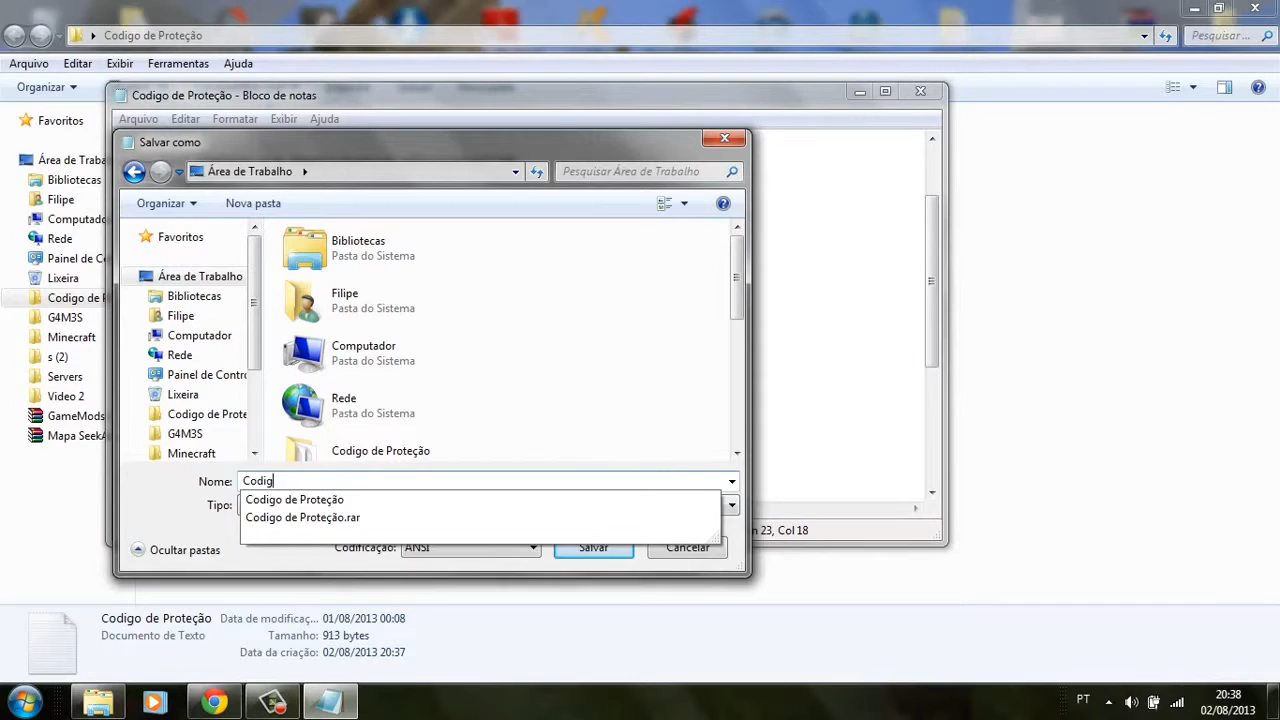 Codigo de Proteção
Pesquisar ...
Arquivo Editar Exibir Ferramentas Ajuda
Organizar
Favoritos
Área de Traba
Bibliotecas
Filipe
Computador
Rede
Painel de Co
Lixeira
Codigo de P
G4M3S
Minecraft
s (2)
Servers
Video 2
GameMods
Mapa SeekA
Codigo de Proteção - Bloco de notas
Arquivo Editar Formatar Exibir Ajuda
Salvar como
Área de Trabalho
Pesquisar Área de Trabalho
Organizar Nova pasta
Favoritos
Área de Trabalho
Bibliotecas
Filipe
Computador
Rede
Painel de Contro
Lixeira
Codigo de Prote
G4M3S
Minecraft
Bibliotecas
Pasta do Sistema
Filipe
Pasta do Sistema
Computador
Pasta do Sistema
Rede
Pasta do Sistema
Codigo de Proteção
Nome: Codig
Codigo de Proteção
Codigo de Proteção.rar
Tipo:
Ocultar pastas
Codificação: ANSI
Salvar Cancelar
n 23, Col 18
Codigo de Proteção Data de modificaç... 01/08/2013 00:08
Documento de Texto Tamanho: 913 bytes
Data da criação: 02/08/2013 20:37
PT
20:38
02/08/2013